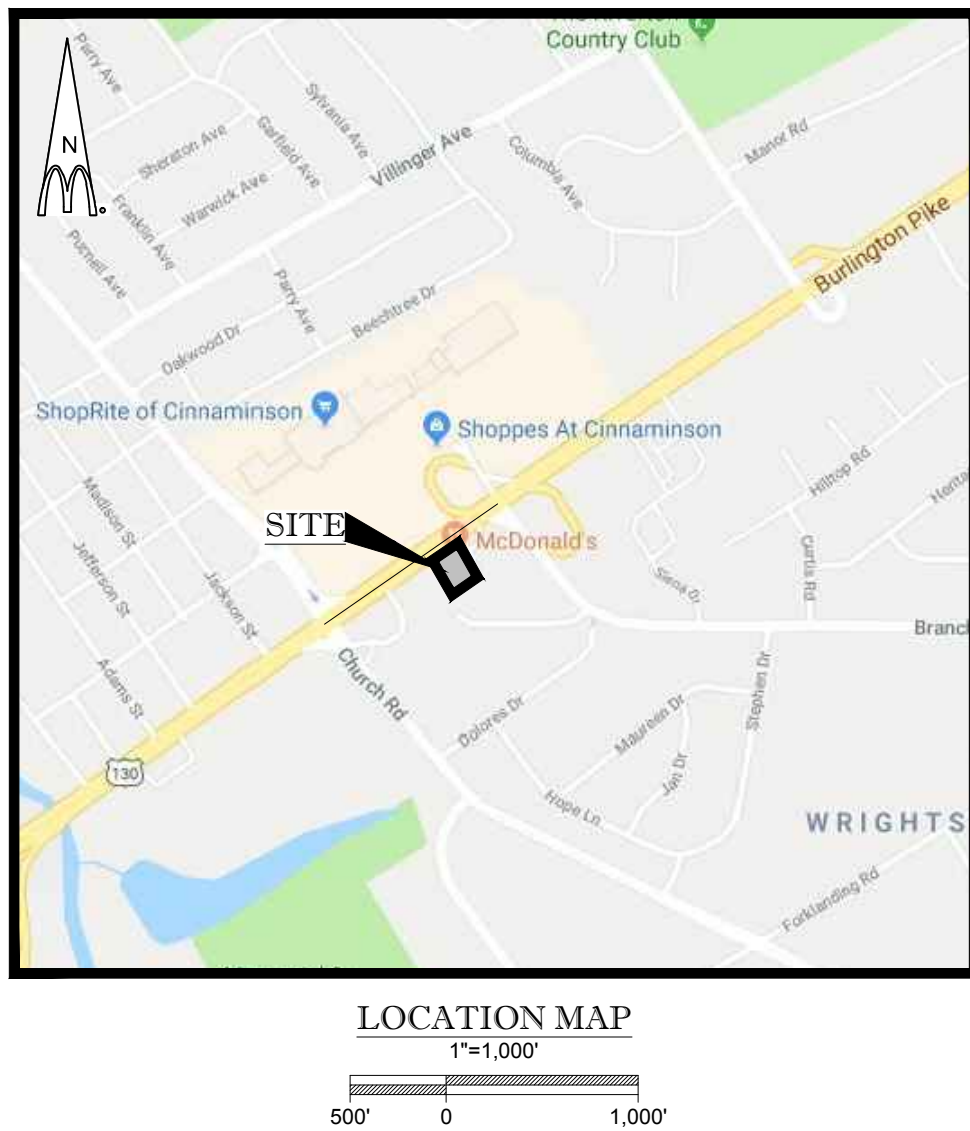 Country Club
Parry Ave
Sylvania Ave
Garfield Ave
Sheraton Ave
Villinger Ave
Columbia Ave
Manor Rd
N
Warwick Ave
Franklin Ave
Purnell Ave
Burlington Pike
Parry Ave
Beechtree Dr
Oakwood Dr
ShopRite of Cinnaminson
Shoppes At Cinnaminson
Hilltop Rd
Madison St
SITE
McDonald's
Jefferson St
Jackson St
Siena Dr
Curtis Rd
Adams St
Church Rd
Stephen Dr
Dolores Dr
Maureen Dr
130
Jan Dr
Hope Ln
WRIGHTS
Forklanding Rd
LOCATION MAP
1"=1,000'
500' 0 1,000'